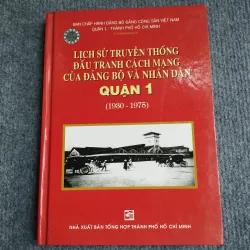 BAN CHẤP HÀNH ĐẢNG BỘ ĐẢNG CỘNG SẢN VIỆT NAM
QUẬN 1 - THÀNH PHỐ HỒ CHÍ MINH
LỊCH SỬ TRUYỀN THỐNG
ĐẤU TRANH CÁCH MẠNG
CỦA ĐẢNG BỘ VÀ NHÂN DÂN
QUẬN 1
(1930 - 1975)
NHÀ XUẤT BẢN TỔNG HỢP THÀNH PHỐ HỒ CHÍ MINH